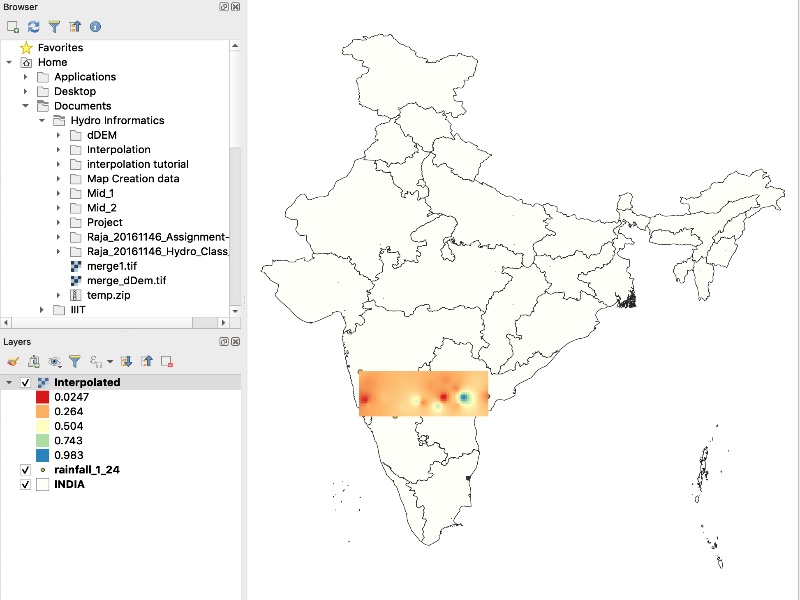 Browser
Favorites
Home
Applications
Desktop
Documents
Hydro Informatics
dDEM
Interpolation
interpolation tutorial
Map Creation data
Mid_1
Mid_2
Project
Raja_20161146_Assignment-
Raja_20161146_Hydro_Class_
merge1.tif
merge_dDem.tif
temp.zip
IIIT
Layers
Interpolated
0.0247
0.264
0.504
0.743
0.983
rainfall_1_24
INDIA